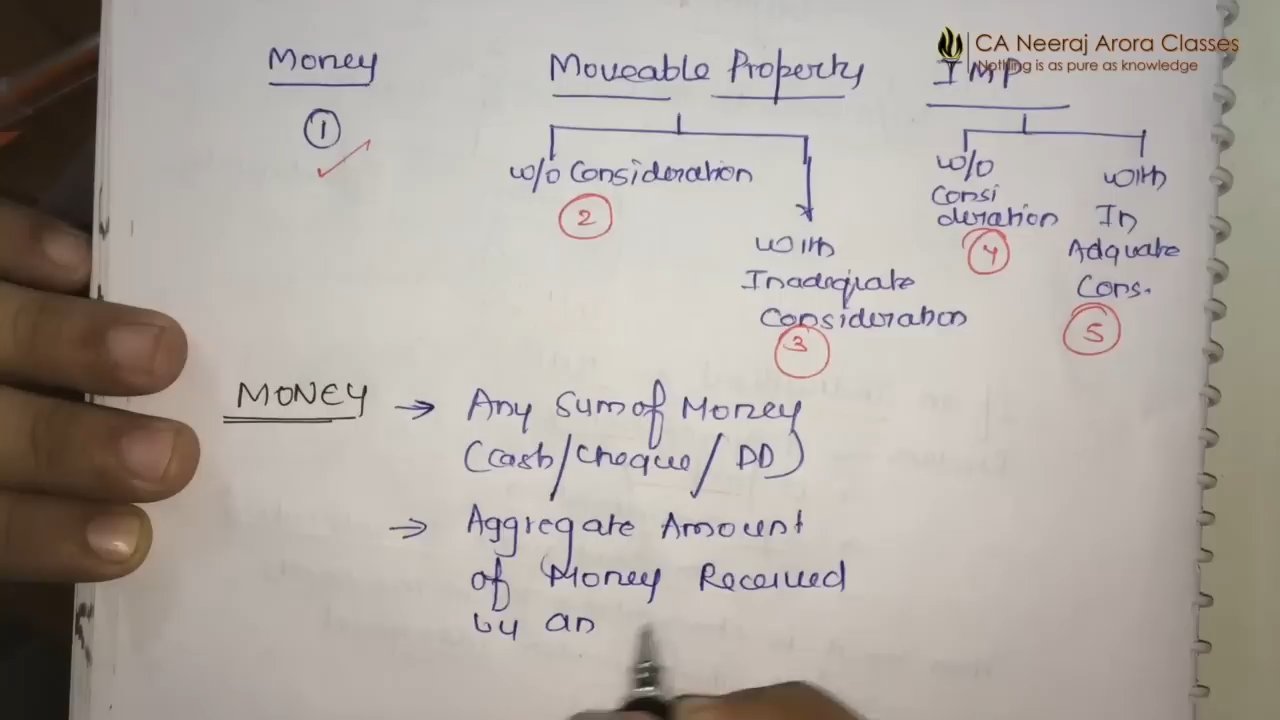 CA Neeraj Arora Classes
Nothing is as pure as knowledge
Money
①
Moveable Property
w/o Consideration
2
With
Inadequate
Consideration
3
IMP
w/o
Consi
deration
4
With
In
Adquate
Cons.
5
MONEY → Any Sum of Money
(Cash/Cheque/DD)
→ Aggregate Amount
of Money Received
by an